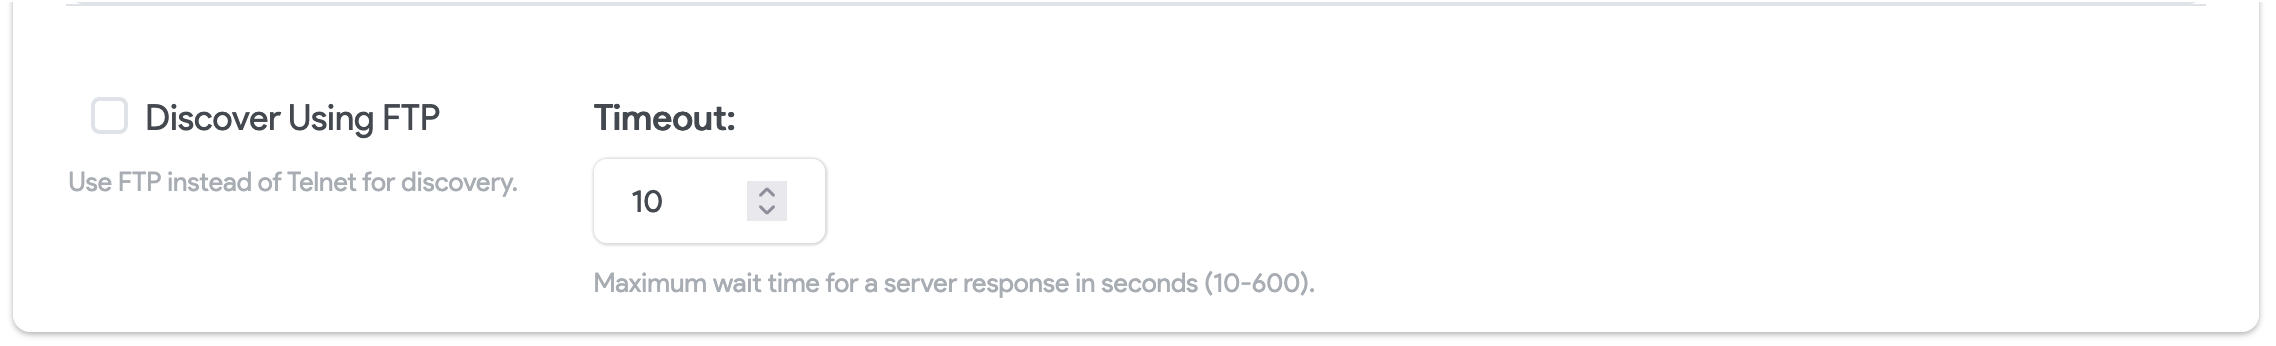 Discover Using FTP
Use FTP instead of Telnet for discovery.
Timeout:
10
Maximum wait time for a server response in seconds (10-600).